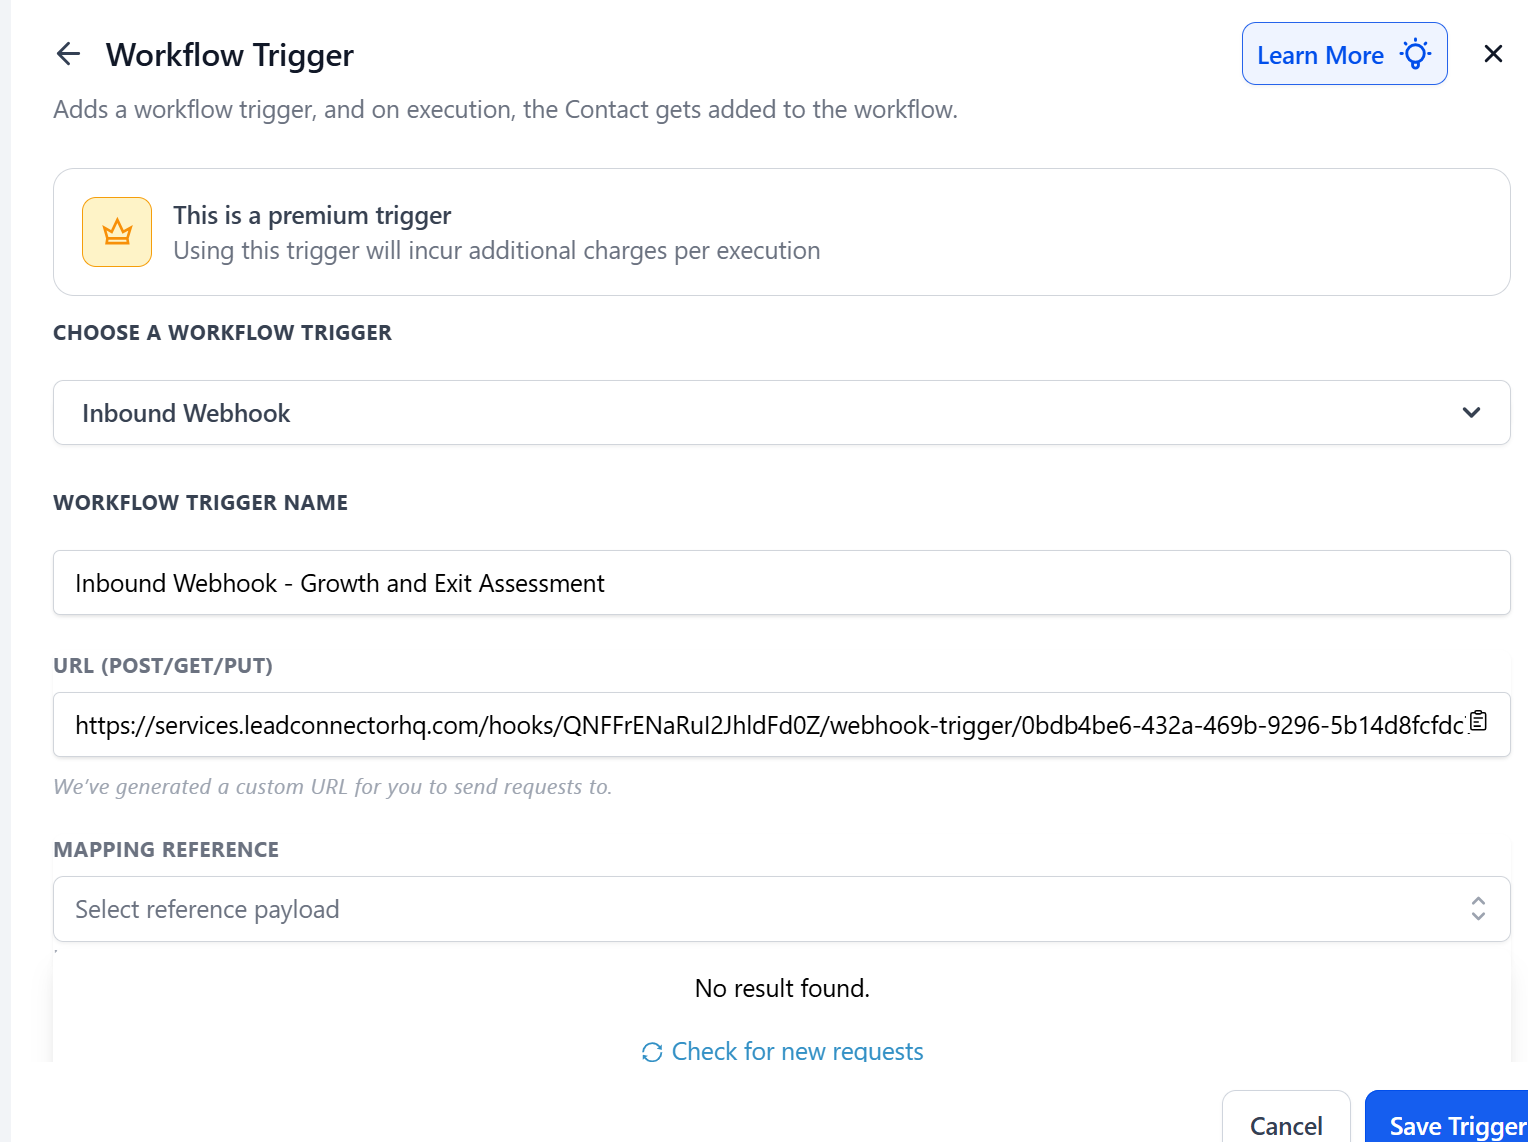 Workflow Trigger
Learn More
Adds a workflow trigger, and on execution, the Contact gets added to the workflow.
This is a premium trigger
Using this trigger will incur additional charges per execution
CHOOSE A WORKFLOW TRIGGER
Inbound Webhook
WORKFLOW TRIGGER NAME
Inbound Webhook - Growth and Exit Assessment
URL (POST/GET/PUT)
https://services.leadconnectorhq.com/hooks/QNFFrENaRuI2JhldFd0Z/webhook-trigger/0bdb4be6-432a-469b-9296-5b14d8fcfdc
We've generated a custom URL for you to send requests to.
MAPPING REFERENCE
Select reference payload
No result found.
Check for new requests
Cancel
Save Trigger